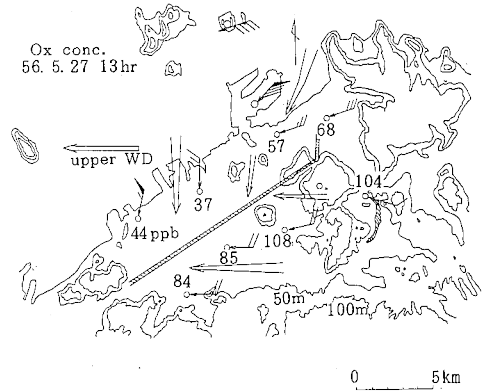 Ox conc.
56. 5. 27 13hr
upper WD
57
68
37
104
44 ppb
108
85
84
50m
100m
0 5km